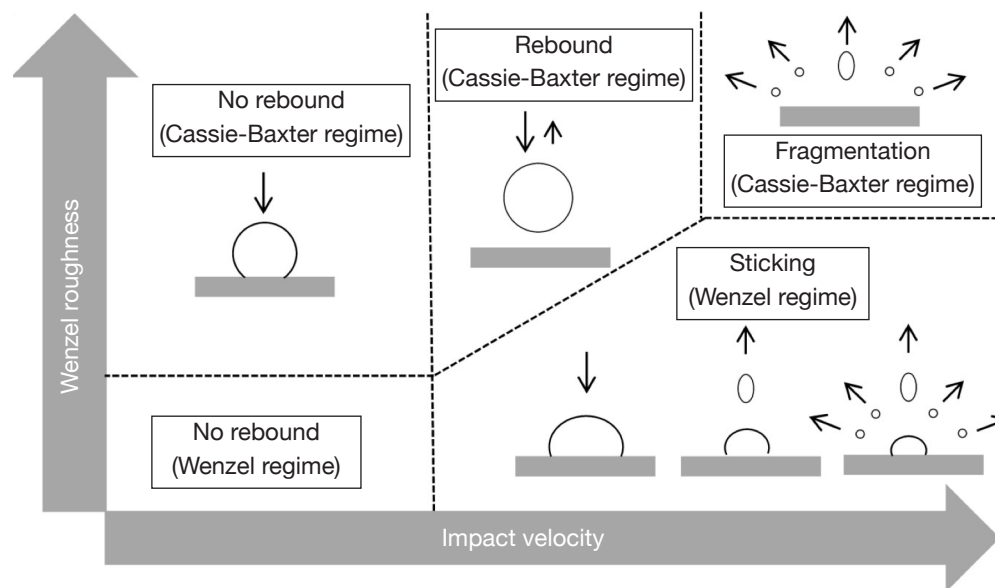 Wenzel roughness
No rebound
(Cassie-Baxter regime)
Rebound
(Cassie-Baxter regime)
Fragmentation
(Cassie-Baxter regime)
Sticking
(Wenzel regime)
No rebound
(Wenzel regime)
Impact velocity